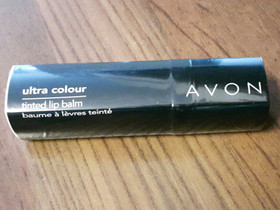 ultra colour
tinted lip balm
baume à lèvres teinté
AVON